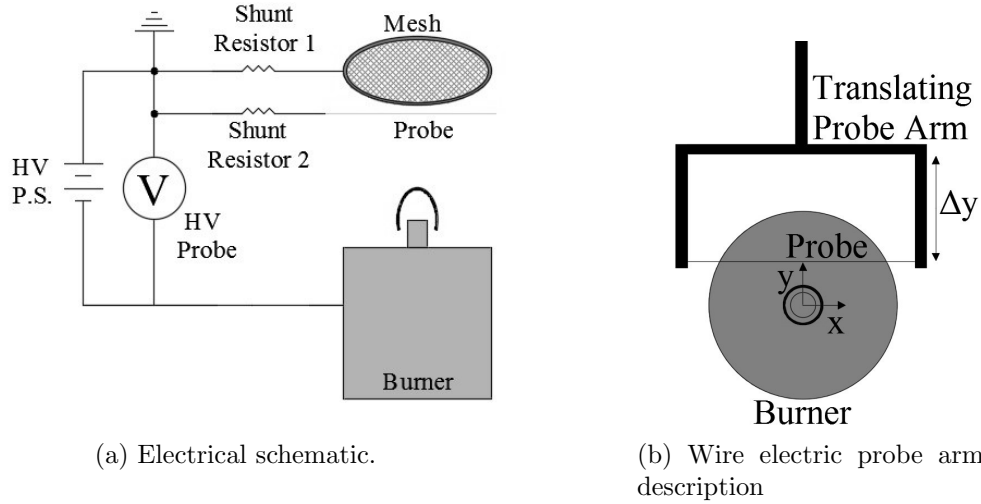 Shunt
Resistor 1
Mesh
Shunt
Resistor 2
Probe
HV
P.S.
V
HV
Probe
Burner
(a) Electrical schematic.
Translating
Probe Arm
Δy
Probe
y
x
Burner
(b) Wire electric probe arm
description